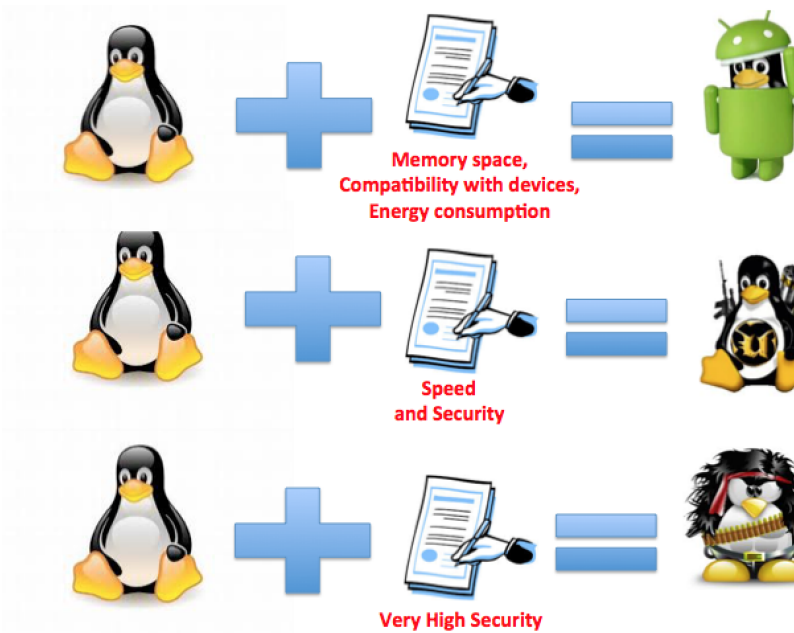 Memory space,
Compatibility with devices,
Energy consumption
Speed
and Security
Very High Security